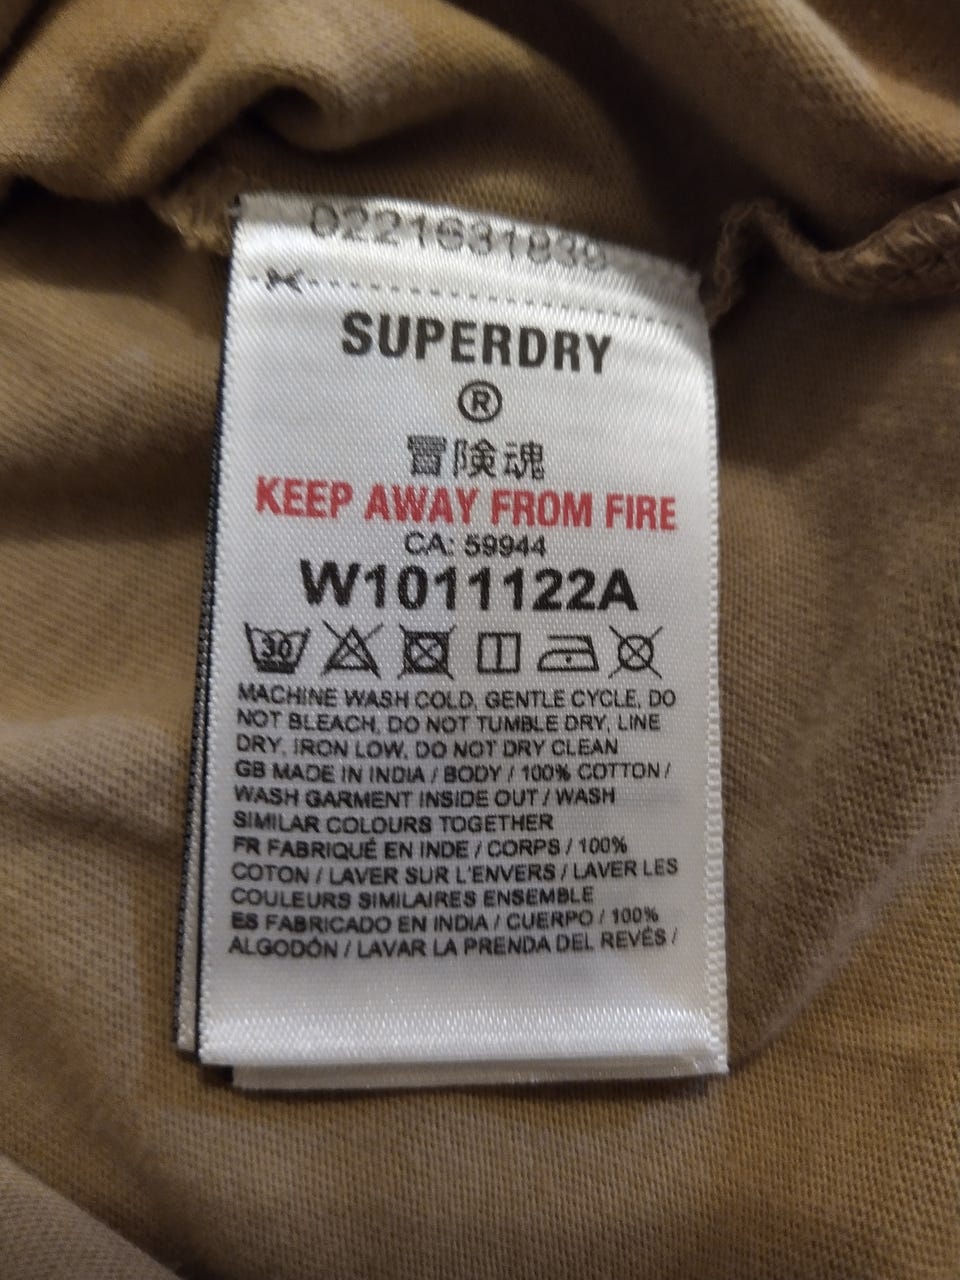 0221631839
SUPERDRY
®
冒険魂
KEEP AWAY FROM FIRE
CA: 59944
W1011122A
30
MACHINE WASH COLD, GENTLE CYCLE, DO
NOT BLEACH, DO NOT TUMBLE DRY, LINE
DRY, IRON LOW, DO NOT DRY CLEAN
GB MADE IN INDIA / BODY / 100% COTTON /
WASH GARMENT INSIDE OUT / WASH
SIMILAR COLOURS TOGETHER
FR FABRIQUÉ EN INDE / CORPS / 100%
COTON / LAVER SUR L'ENVERS / LAVER LES
COULEURS SIMILAIRES ENSEMBLE
ES FABRICADO EN INDIA / CUERPO / 100%
ALGODÓN / LAVAR LA PRENDA DEL REVÉS /